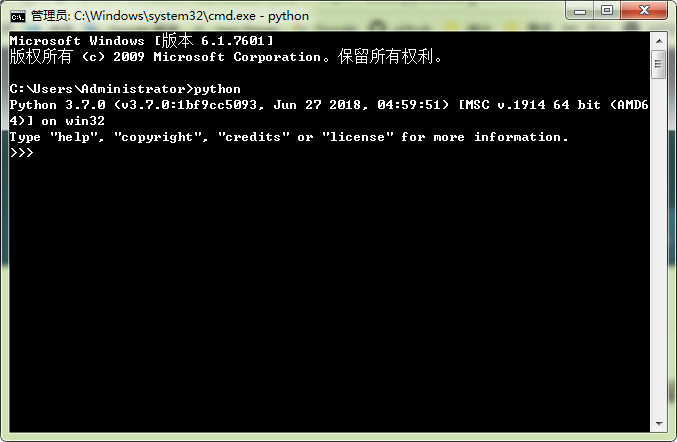 管理员: C:\Windows\system32\cmd.exe - python
Microsoft Windows [版本 6.1.7601]
版权所有 (c) 2009 Microsoft Corporation。保留所有权利。
C:\Users\Administrator>python
Python 3.7.0 (v3.7.0:1bf9cc5093, Jun 27 2018, 04:59:51) [MSC v.1914 64 bit (AMD6
4)] on win32
Type "help", "copyright", "credits" or "license" for more information.
>>>